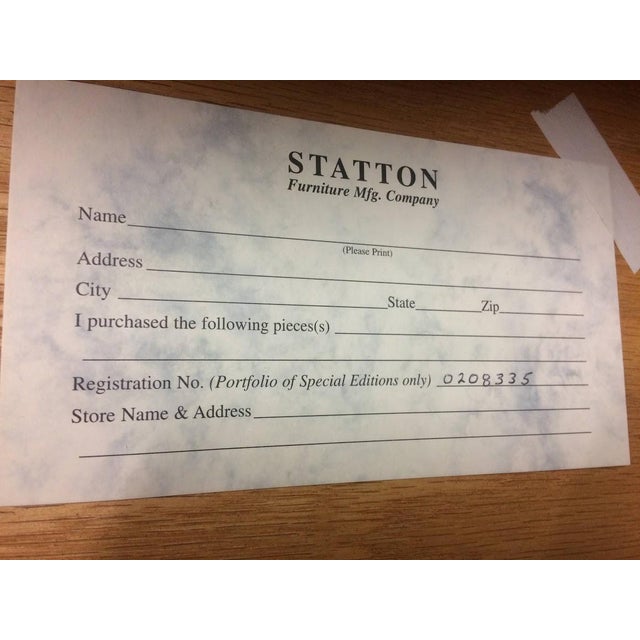 STATTON
Furniture Mfg. Company
Name
(Please Print)
Address
City State Zip
I purchased the following pieces(s)
Registration No. (Portfolio of Special Editions only) 0208335
Store Name & Address